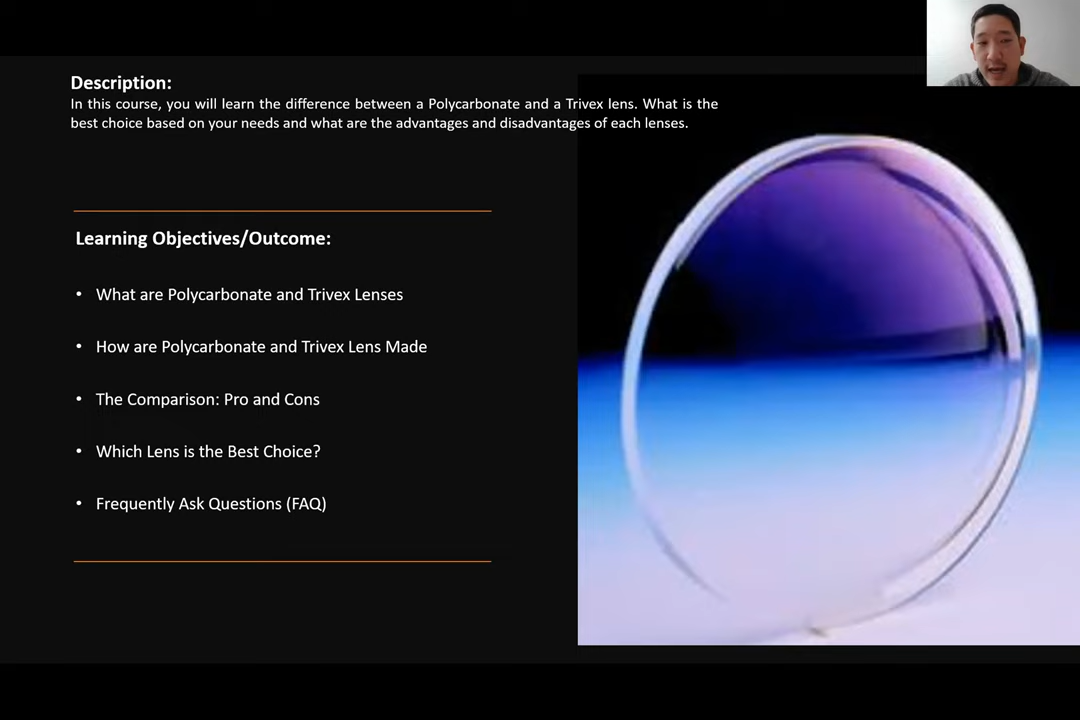 Description:
In this course, you will learn the difference between a Polycarbonate and a Trivex lens. What is the
best choice based on your needs and what are the advantages and disadvantages of each lenses.
Learning Objectives/Outcome:
• What are Polycarbonate and Trivex Lenses
• How are Polycarbonate and Trivex Lens Made
• The Comparison: Pro and Cons
• Which Lens is the Best Choice?
• Frequently Ask Questions (FAQ)